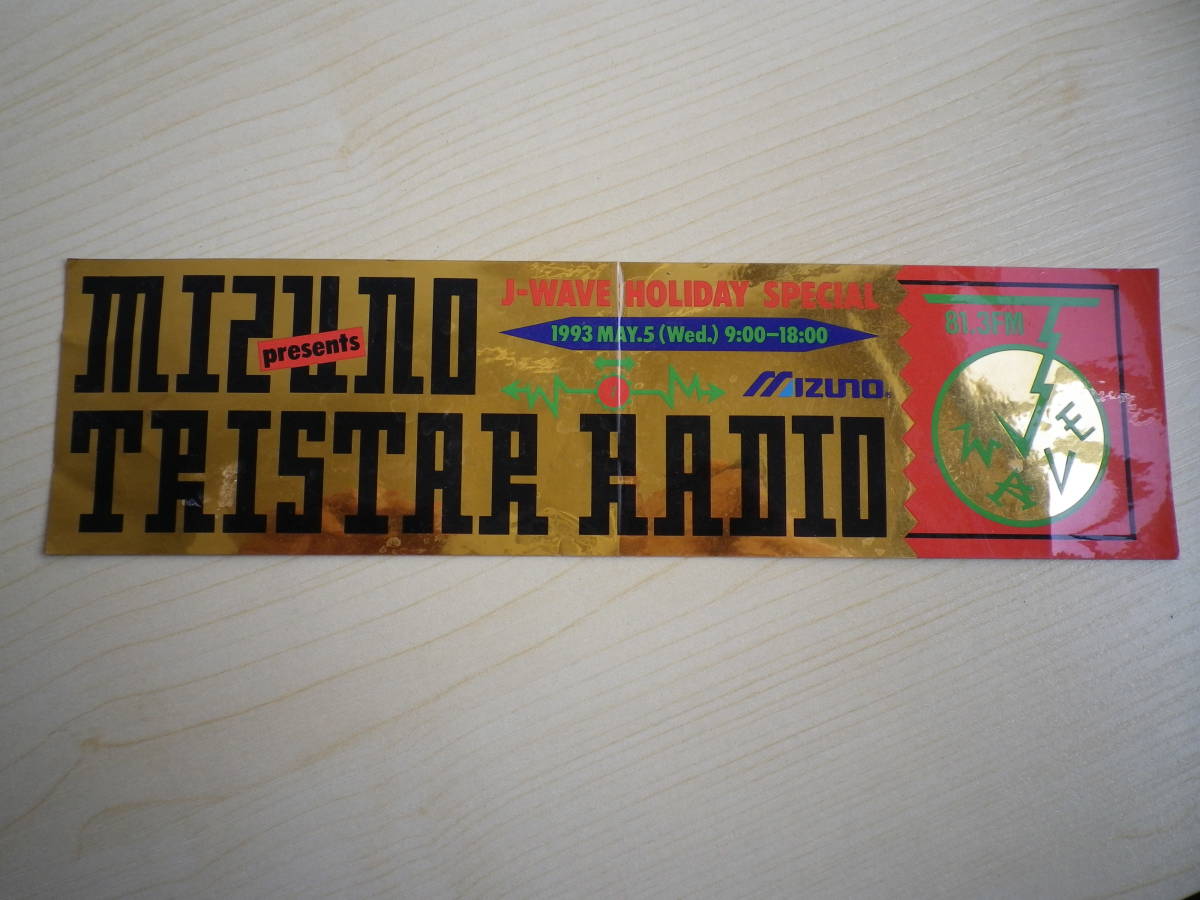 MIZUNO
presents
TRISTAR RADIO
J-WAVE HOLIDAY SPECIAL
1993 MAY.5 (Wed.) 9:00–18:00
MIZUNO
81.3FM
J
WAVE